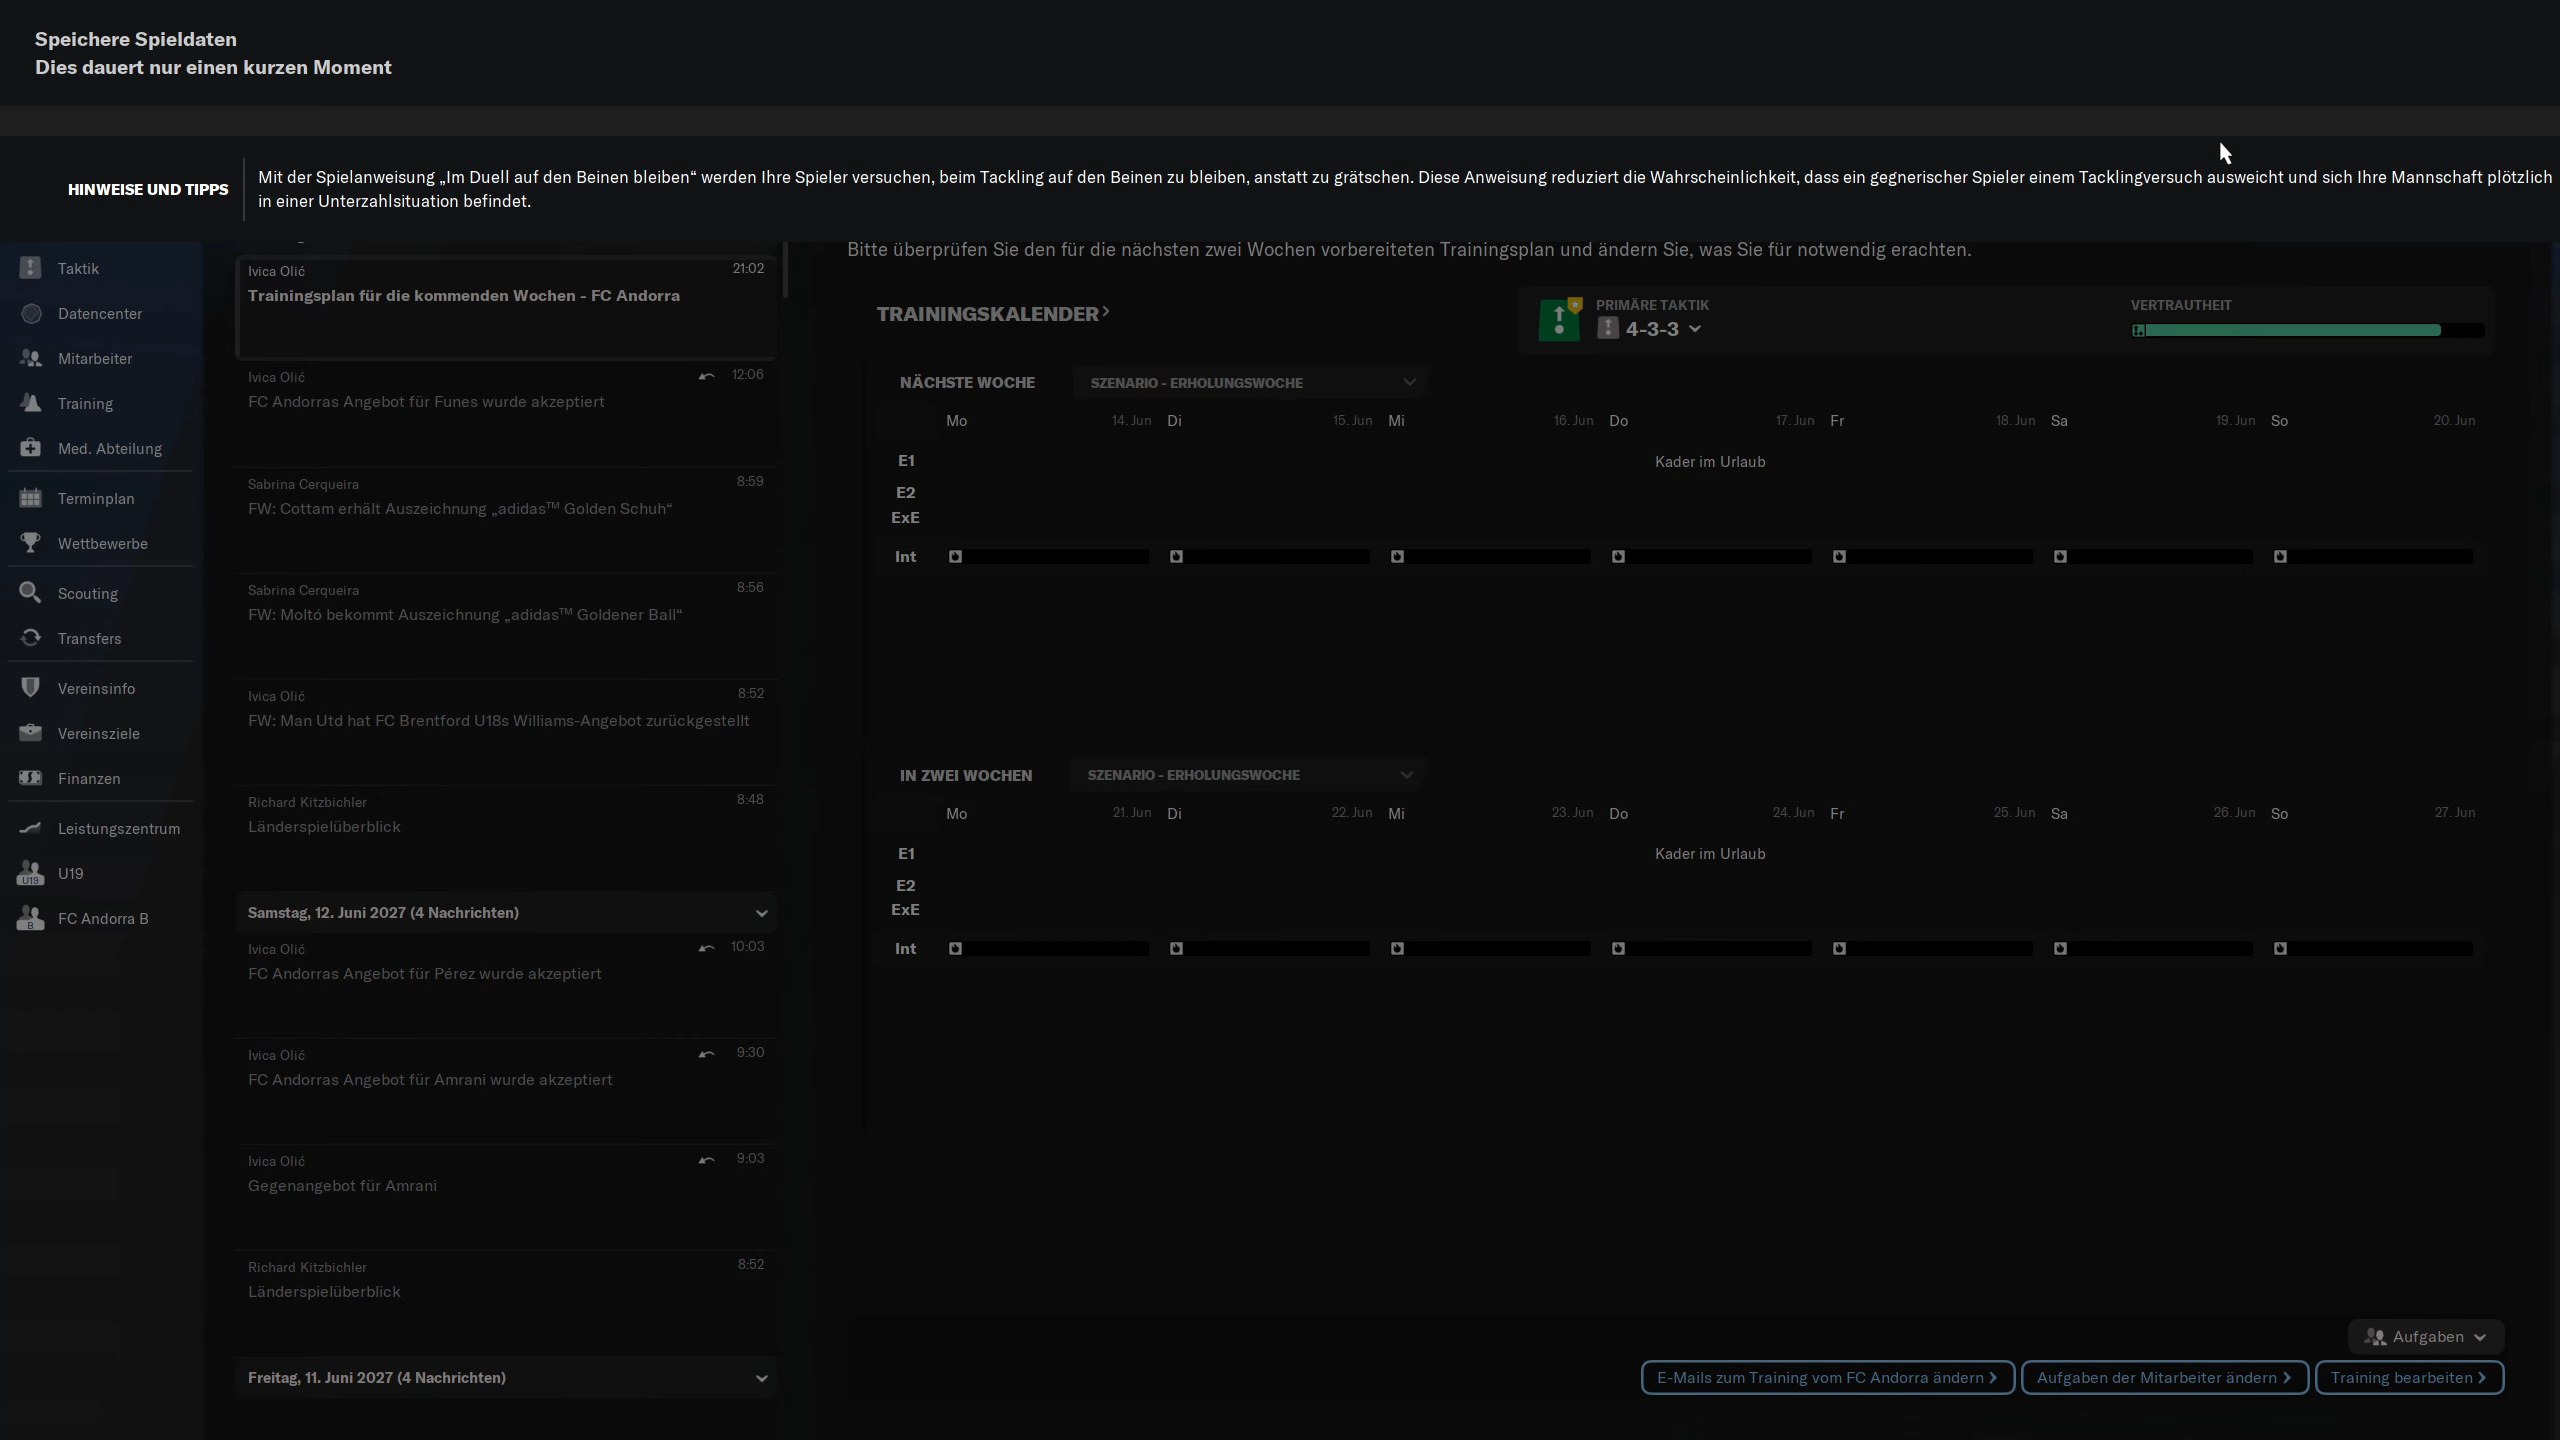 Speichere Spieldaten
Dies dauert nur einen kurzen Moment
HINWEISE UND TIPPS
Mit der Spielanweisung „Im Duell auf den Beinen bleiben“ werden Ihre Spieler versuchen, beim Tackling auf den Beinen zu bleiben, anstatt zu grätschen. Diese Anweisung reduziert die Wahrscheinlichkeit, dass ein gegnerischer Spieler einem Tacklingversuch ausweicht und sich Ihre Mannschaft plötzlich
in einer Unterzahlsituation befindet.
Taktik
Datencenter
Mitarbeiter
Training
Med. Abteilung
Terminplan
Wettbewerbe
Scouting
Transfers
Vereinsinfo
Vereinsziele
Finanzen
Leistungszentrum
U19 U19
B FC Andorra B
Ivica Olić 21:02
Trainingsplan für die kommenden Wochen - FC Andorra
Ivica Olić 12:06
FC Andorras Angebot für Funes wurde akzeptiert
Sabrina Cerqueira 8:59
FW: Cottam erhält Auszeichnung „adidas™ Golden Schuh“
Sabrina Cerqueira 8:56
FW: Moltó bekommt Auszeichnung „adidas™ Goldener Ball“
Ivica Olić 8:52
FW: Man Utd hat FC Brentford U18s Williams-Angebot zurückgestellt
Richard Kitzbichler 8:48
Länderspielüberblick
Samstag, 12. Juni 2027 (4 Nachrichten)
Ivica Olić 10:03
FC Andorras Angebot für Pérez wurde akzeptiert
Ivica Olić 9:30
FC Andorras Angebot für Amrani wurde akzeptiert
Ivica Olić 9:03
Gegenangebot für Amrani
Richard Kitzbichler 8:52
Länderspielüberblick
Freitag, 11. Juni 2027 (4 Nachrichten)
Bitte überprüfen Sie den für die nächsten zwei Wochen vorbereiteten Trainingsplan und ändern Sie, was Sie für notwendig erachten.
TRAININGSKALENDER
PRIMÄRE TAKTIK
4-3-3
VERTRAUTHEIT
NÄCHSTE WOCHE SZENARIO - ERHOLUNGSWOCHE
Mo 14. Jun Di 15. Jun Mi 16. Jun Do 17. Jun Fr 18. Jun Sa 19. Jun So 20. Jun
E1 Kader im Urlaub
E2
ExE
Int
IN ZWEI WOCHEN SZENARIO - ERHOLUNGSWOCHE
Mo 21. Jun Di 22. Jun Mi 23. Jun Do 24. Jun Fr 25. Jun Sa 26. Jun So 27. Jun
E1 Kader im Urlaub
E2
ExE
Int
Aufgaben
E-Mails zum Training vom FC Andorra ändern
Aufgaben der Mitarbeiter ändern
Training bearbeiten